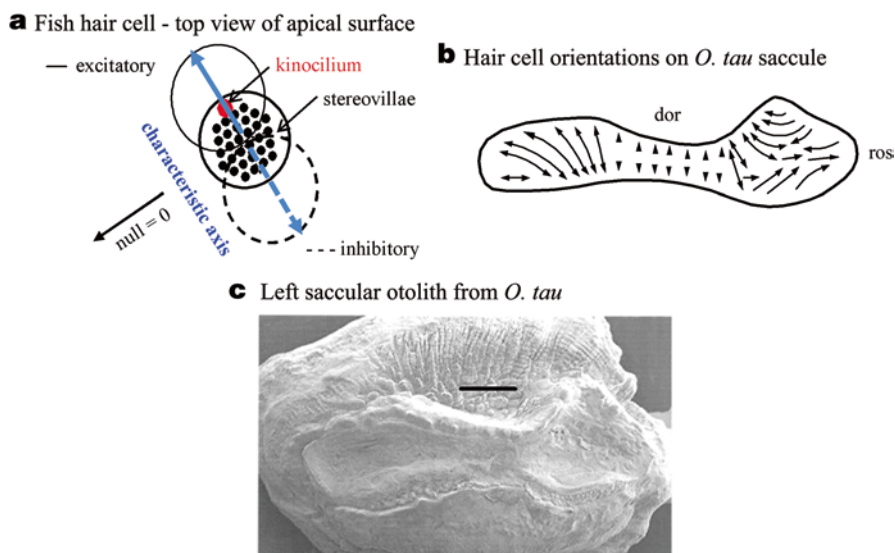 a Fish hair cell - top view of apical surface
excitatory
kinocilium
stereovillae
characteristic axis
null = 0
inhibitory
b Hair cell orientations on O. tau saccule
dor
ros
c Left saccular otolith from O. tau